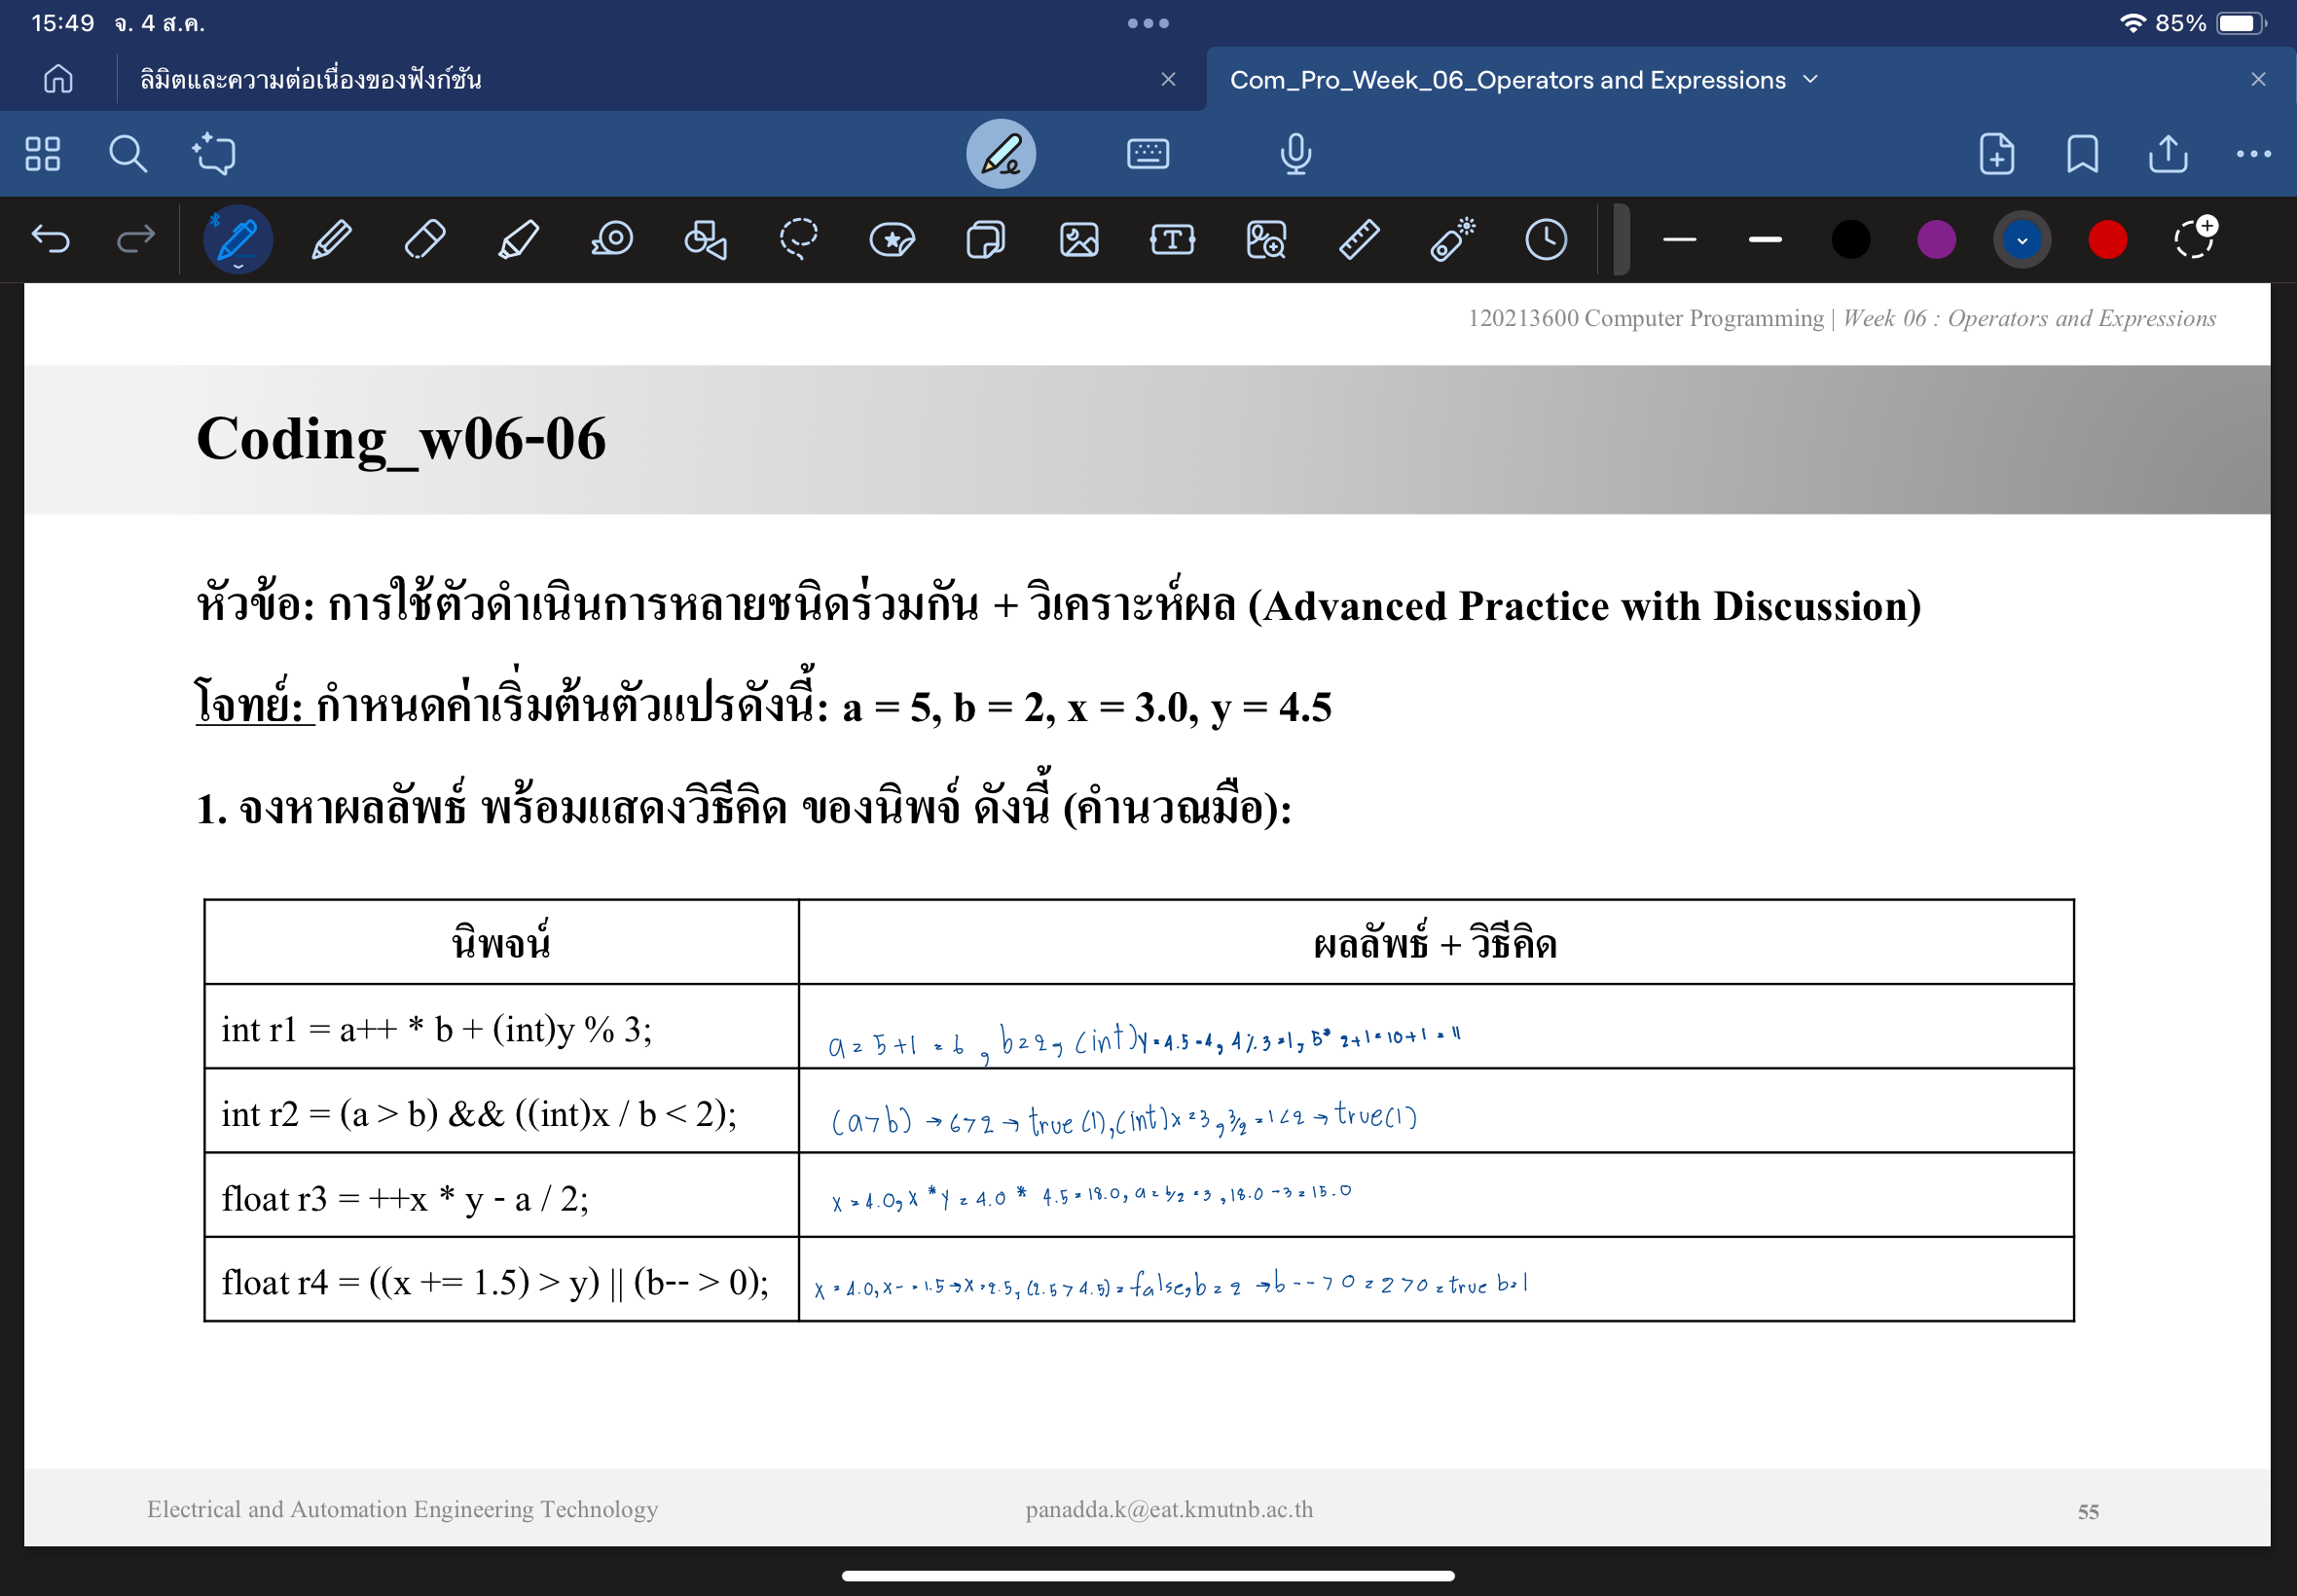 15:49 จ. 4 ส.ค.
85%
ลิมิตและความต่อเนื่องของฟังก์ชัน
Com_Pro_Week_06_Operators and Expressions
120213600 Computer Programming | Week 06 : Operators and Expressions
Coding_w06-06
หัวข้อ: การใช้ตัวดำเนินการหลายชนิดร่วมกัน + วิเคราะห์ผล (Advanced Practice with Discussion)
โจทย์: กำหนดค่าเริ่มต้นตัวแปรดังนี้: a = 5, b = 2, x = 3.0, y = 4.5
1. จงหาผลลัพธ์ พร้อมแสดงวิธีคิด ของนิพจ์ ดังนี้ (คำนวณมือ):
นิพจน์ ผลลัพธ์ + วิธีคิด
int r1 = a++ * b + (int)y % 3; a = 5+1 = 6 , b=2, (int)y = 4.5 = 4, 4%3=1, 5*2+1=10+1=11
int r2 = (a > b) && ((int)x / b < 2); (a>b) → 6>2 → true (1), (int)x=3, 3/2 =1<2 → true(1)
float r3 = ++x * y - a / 2; x = 4.0, x*y = 4.0 * 4.5 = 18.0, a = 6/2 = 3, 18.0 -3 = 15.0
float r4 = ((x += 1.5) > y) || (b-- > 0); x = 4.0, x- = 1.5 → x = 2.5, (2.5 > 4.5) = false, b = 2 → b-- > 0 = 2 > 0 = true b=1
Electrical and Automation Engineering Technology
panadda.k@eat.kmutnb.ac.th
55